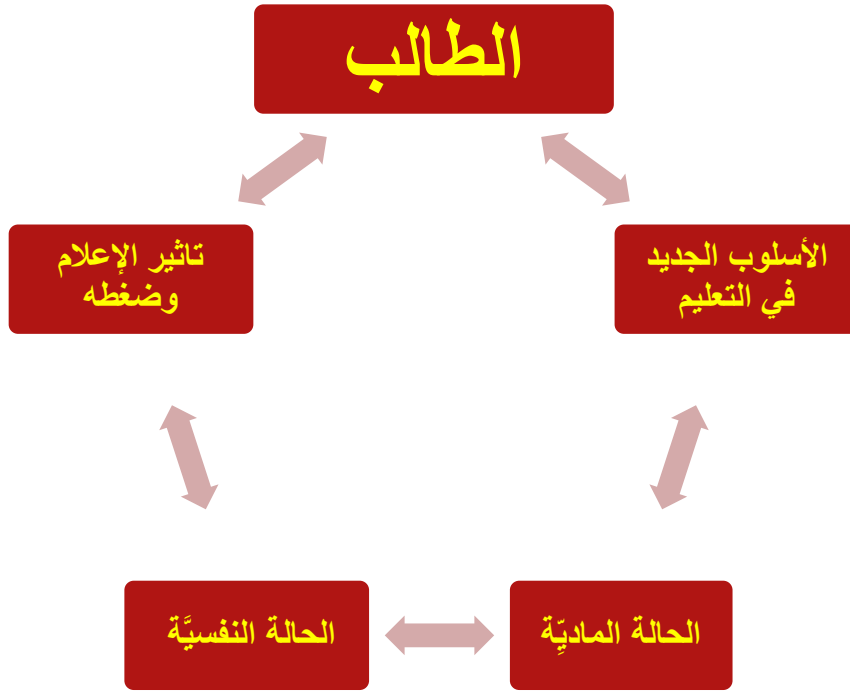 الطالب
الأسلوب الجديد
في التعليم
تاثير الإعلام
وضغطه
الحالة الماديِّة
الحالة النفسيَّة